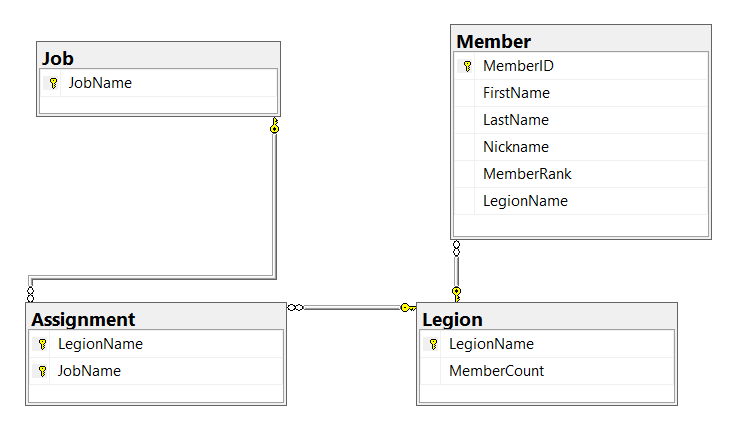 Job
JobName
Member
MemberID
FirstName
LastName
Nickname
MemberRank
LegionName
Assignment
LegionName
JobName
Legion
LegionName
MemberCount